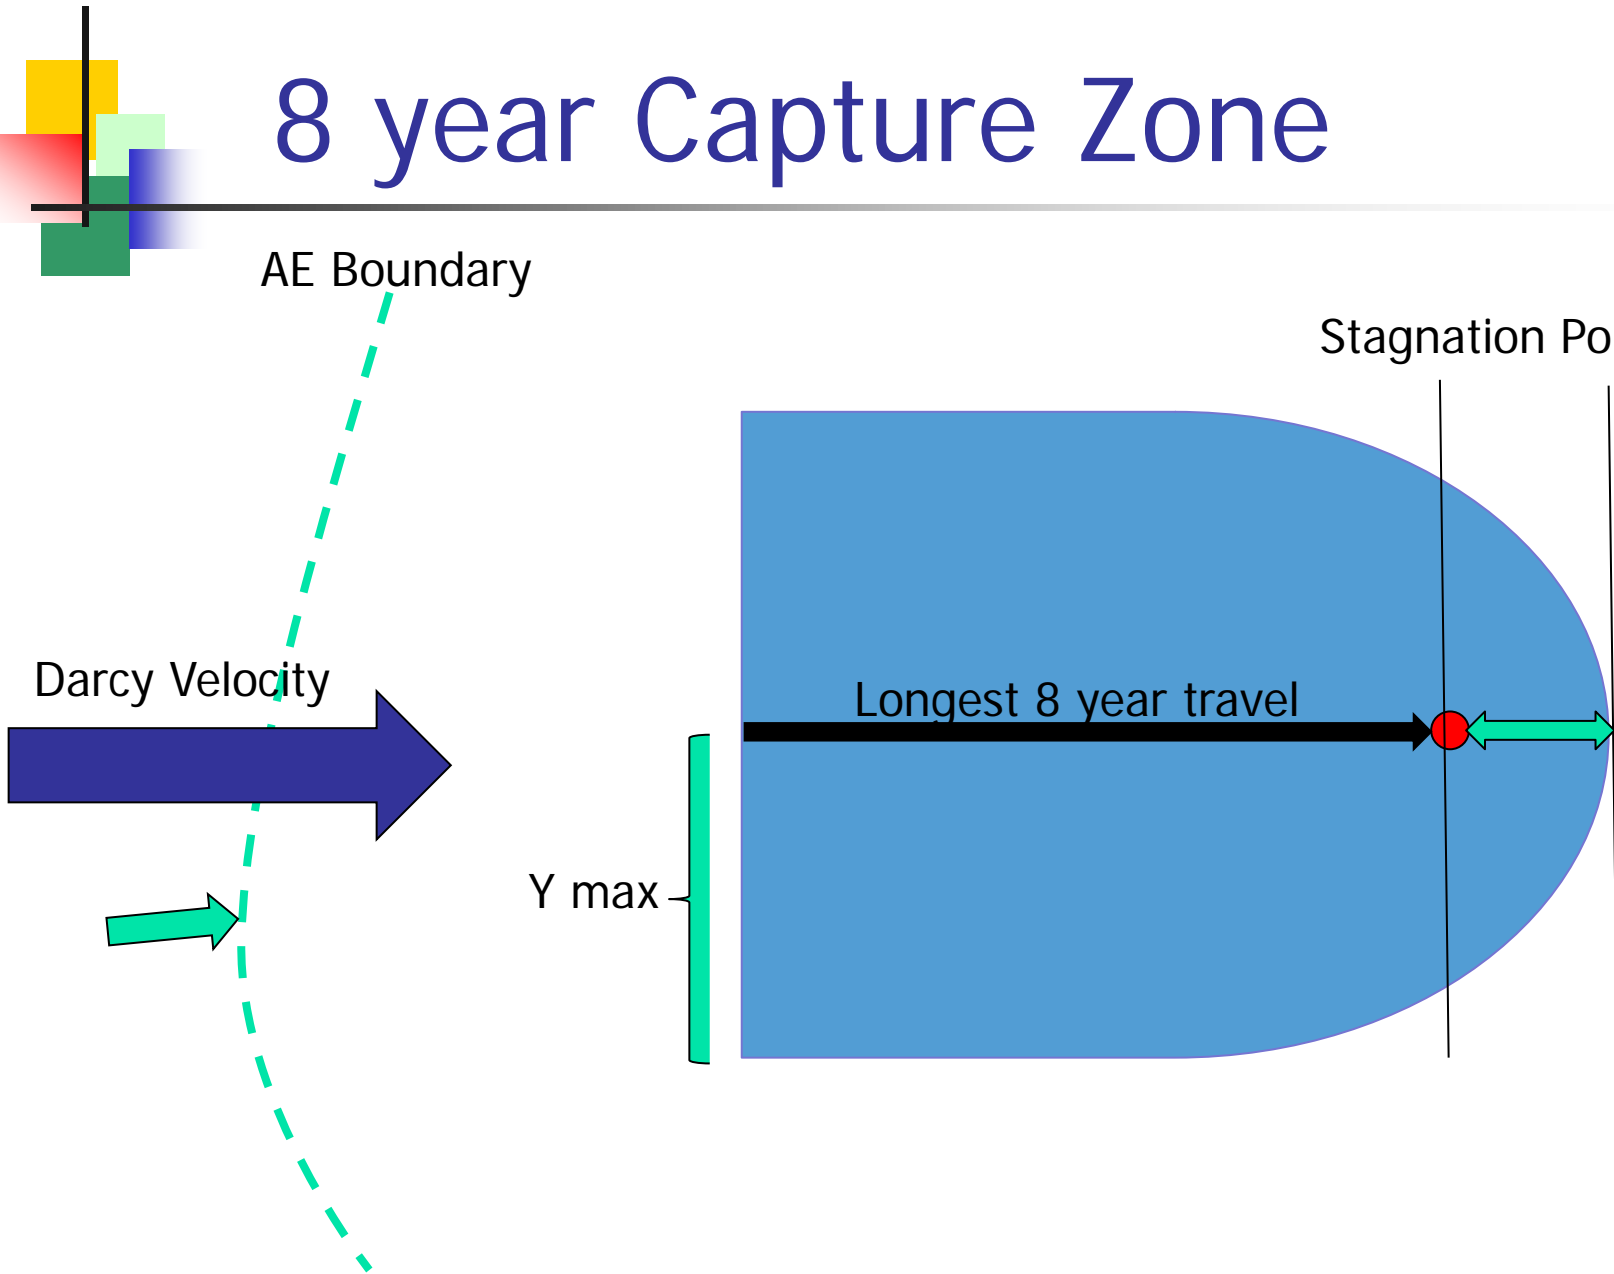 8 year Capture Zone
AE Boundary
Stagnation Po
Darcy Velocity
Longest 8 year travel
Y max